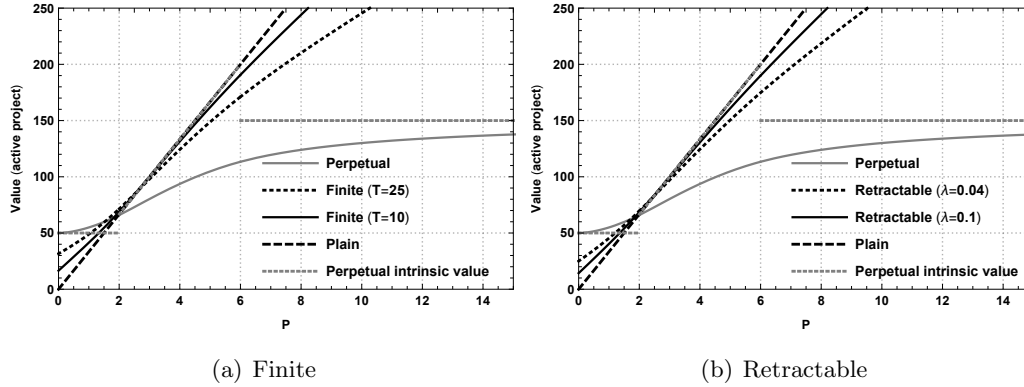 250
200
150
100
50
0
Value (active project)
0 2 4 6 8 10 12 14
P
Perpetual
Finite (T=25)
Finite (T=10)
Plain
Perpetual intrinsic value
(a) Finite
250
200
150
100
50
0
Value (active project)
0 2 4 6 8 10 12 14
P
Perpetual
Retractable (λ=0.04)
Retractable (λ=0.1)
Plain
Perpetual intrinsic value
(b) Retractable